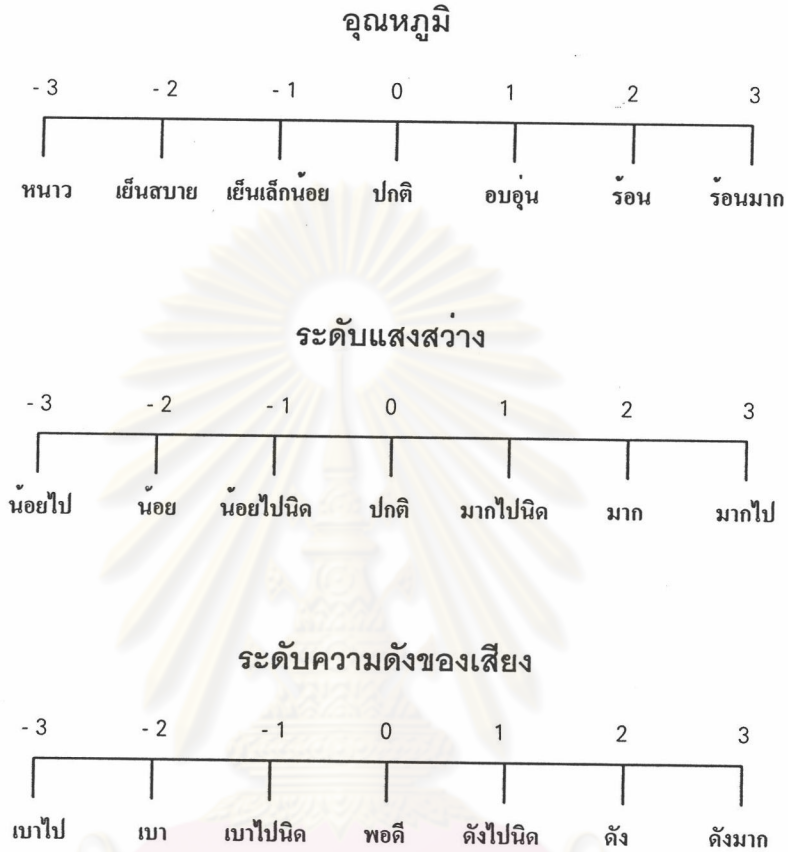 อุณหภูมิ
- 3 - 2 - 1 0 1 2 3
หนาว เย็นสบาย เย็นเล็กน้อย ปกติ อบอุ่น ร้อน ร้อนมาก
ระดับแสงสว่าง
- 3 - 2 - 1 0 1 2 3
น้อยไป น้อย น้อยไปนิด ปกติ มากไปนิด มาก มากไป
ระดับความดังของเสียง
- 3 - 2 - 1 0 1 2 3
เบาไป เบา เบาไปนิด พอดี ดังไปนิด ดัง ดังมาก